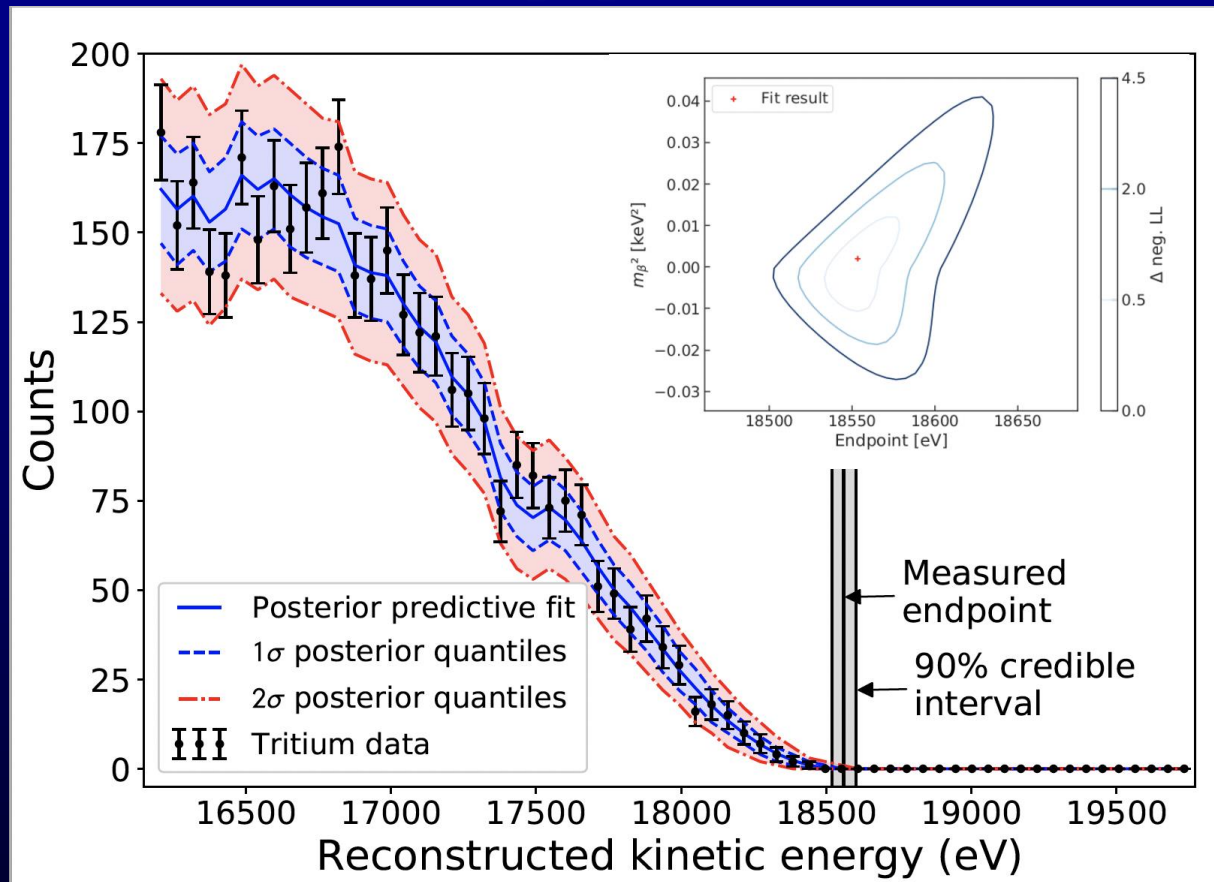 200
175
150
125
100
75
50
25
0
Counts
16500 17000 17500 18000 18500 19000 19500
Reconstructed kinetic energy (eV)
Posterior predictive fit
1σ posterior quantiles
2σ posterior quantiles
Tritium data
Fit result
0.04
0.03
0.02
0.01
0.00
−0.01
−0.02
−0.03
mβ² [keV²]
18500 18550 18600 18650
Endpoint [eV]
4.5
2.0
0.5
0.0
Δ neg. LL
Measured
endpoint
90% credible
interval